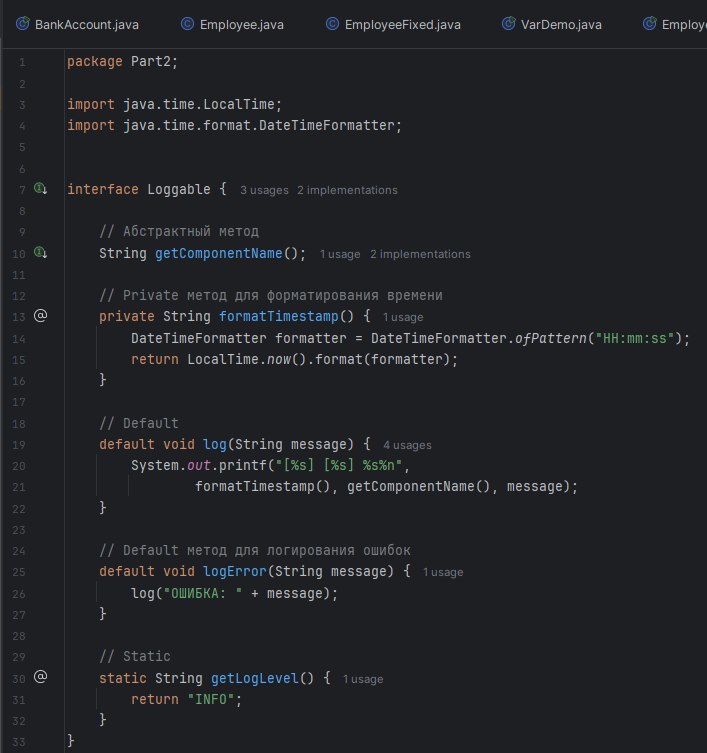 BankAccount.java Employee.java EmployeeFixed.java VarDemo.java Employe
1 package Part2;
2
3 import java.time.LocalTime;
4 import java.time.format.DateTimeFormatter;
5
6
7 interface Loggable { 3 usages 2 implementations
8
9 // Абстрактный метод
10 String getComponentName(); 1 usage 2 implementations
11
12 // Private метод для форматирования времени
13 @ private String formatTimestamp() { 1 usage
14 DateTimeFormatter formatter = DateTimeFormatter.ofPattern("HH:mm:ss");
15 return LocalTime.now().format(formatter);
16 }
17
18 // Default
19 default void log(String message) { 4 usages
20 System.out.printf("[%s] [%s] %s%n",
21 formatTimestamp(), getComponentName(), message);
22 }
23
24 // Default метод для логирования ошибок
25 default void logError(String message) { 1 usage
26 log("ОШИБКА: " + message);
27 }
28
29 // Static
30 @ static String getLogLevel() { 1 usage
31 return "INFO";
32 }
33 }